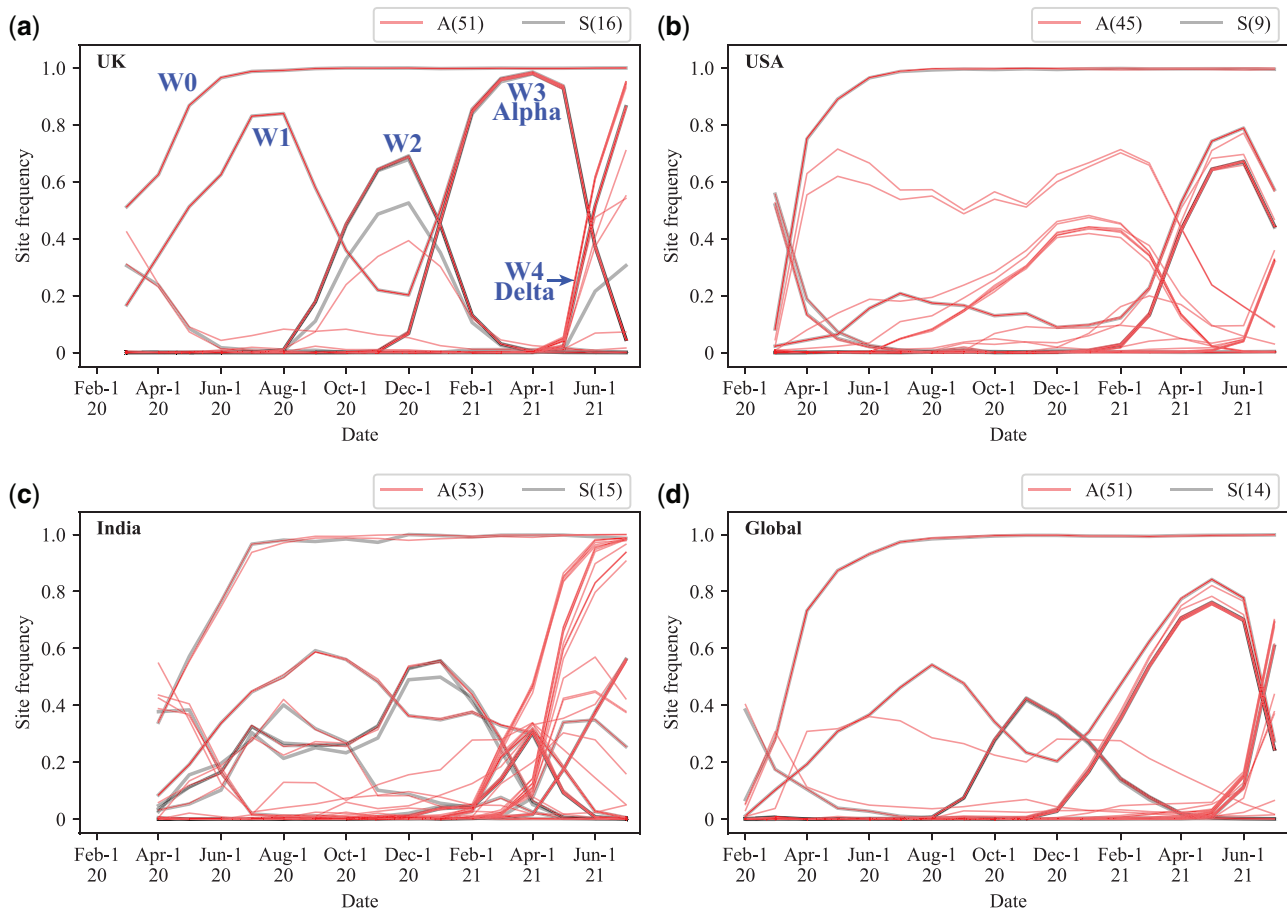 (a)
A(51) S(16)
UK
W0
W1
W2
W3
Alpha
W4
Delta
Site frequency
1.0
0.8
0.6
0.4
0.2
0
Feb-1 Apr-1 Jun-1 Aug-1 Oct-1 Dec-1 Feb-1 Apr-1 Jun-1
20 20 20 20 20 20 21 21 21
Date
(b)
A(45) S(9)
USA
Site frequency
1.0
0.8
0.6
0.4
0.2
0
Feb-1 Apr-1 Jun-1 Aug-1 Oct-1 Dec-1 Feb-1 Apr-1 Jun-1
20 20 20 20 20 20 21 21 21
Date
(c)
A(53) S(15)
India
Site frequency
1.0
0.8
0.6
0.4
0.2
0
Feb-1 Apr-1 Jun-1 Aug-1 Oct-1 Dec-1 Feb-1 Apr-1 Jun-1
20 20 20 20 20 20 21 21 21
Date
(d)
A(51) S(14)
Global
Site frequency
1.0
0.8
0.6
0.4
0.2
0
Feb-1 Apr-1 Jun-1 Aug-1 Oct-1 Dec-1 Feb-1 Apr-1 Jun-1
20 20 20 20 20 20 21 21 21
Date